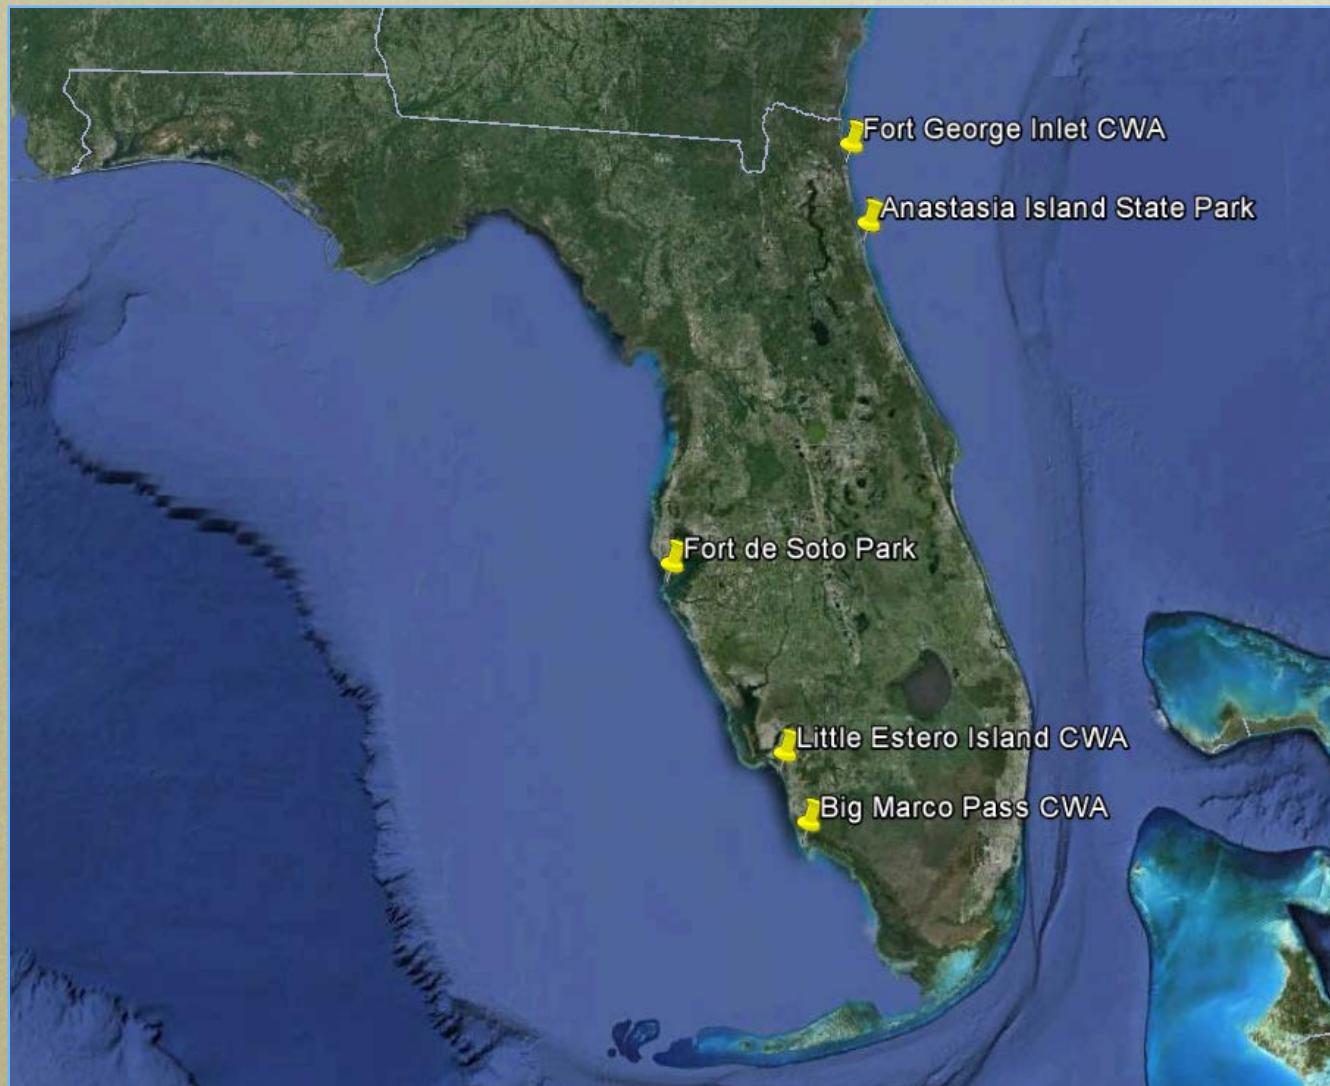 Fort George Inlet CWA
Anastasia Island State Park
Fort de Soto Park
Little Estero Island CWA
Big Marco Pass CWA